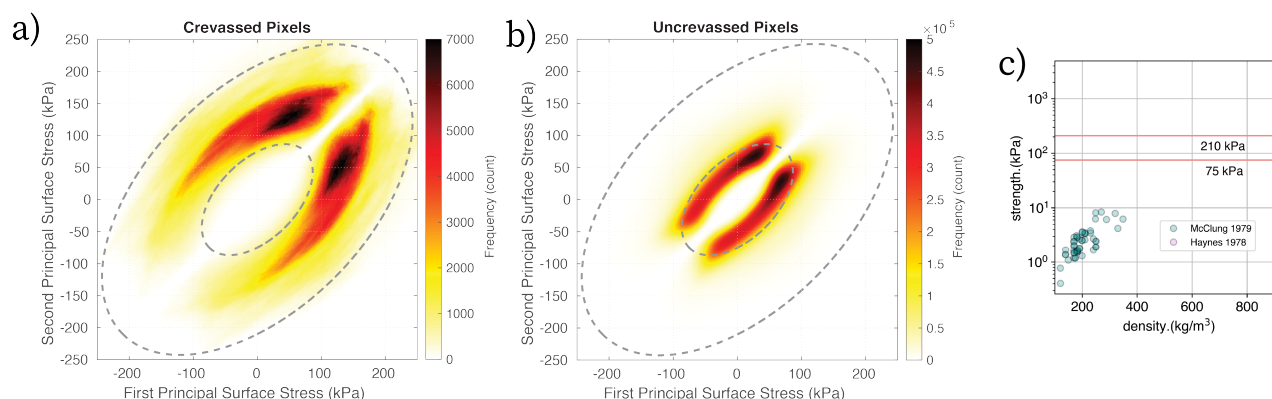 a)
Crevassed Pixels
250
200
150
100
50
0
-50
-100
-150
-200
-250
-200 -100 0 100 200
First Principal Surface Stress (kPa)
Second Principal Surface Stress (kPa)
7000
6000
5000
4000
3000
2000
1000
0
Frequency (count)
b)
Uncrevassed Pixels
250
200
150
100
50
0
-50
-100
-150
-200
-250
-200 -100 0 100 200
First Principal Surface Stress (kPa)
Second Principal Surface Stress (kPa)
×10⁵
5
4.5
4
3.5
3
2.5
2
1.5
1
0.5
0
Frequency (count)
c)
10³
10²
10¹
10⁰
strength.(kPa)
210 kPa
75 kPa
McClung 1979
Haynes 1978
200 400 600 800
density.(kg/m³)